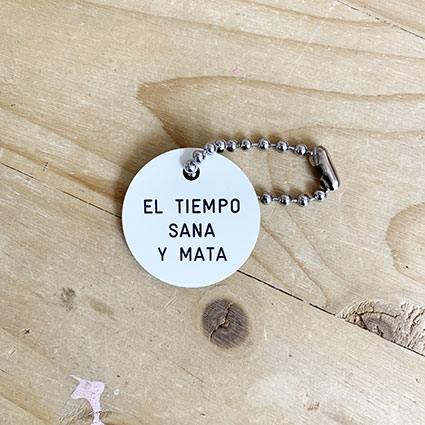 EL TIEMPO
SANA
Y MATA